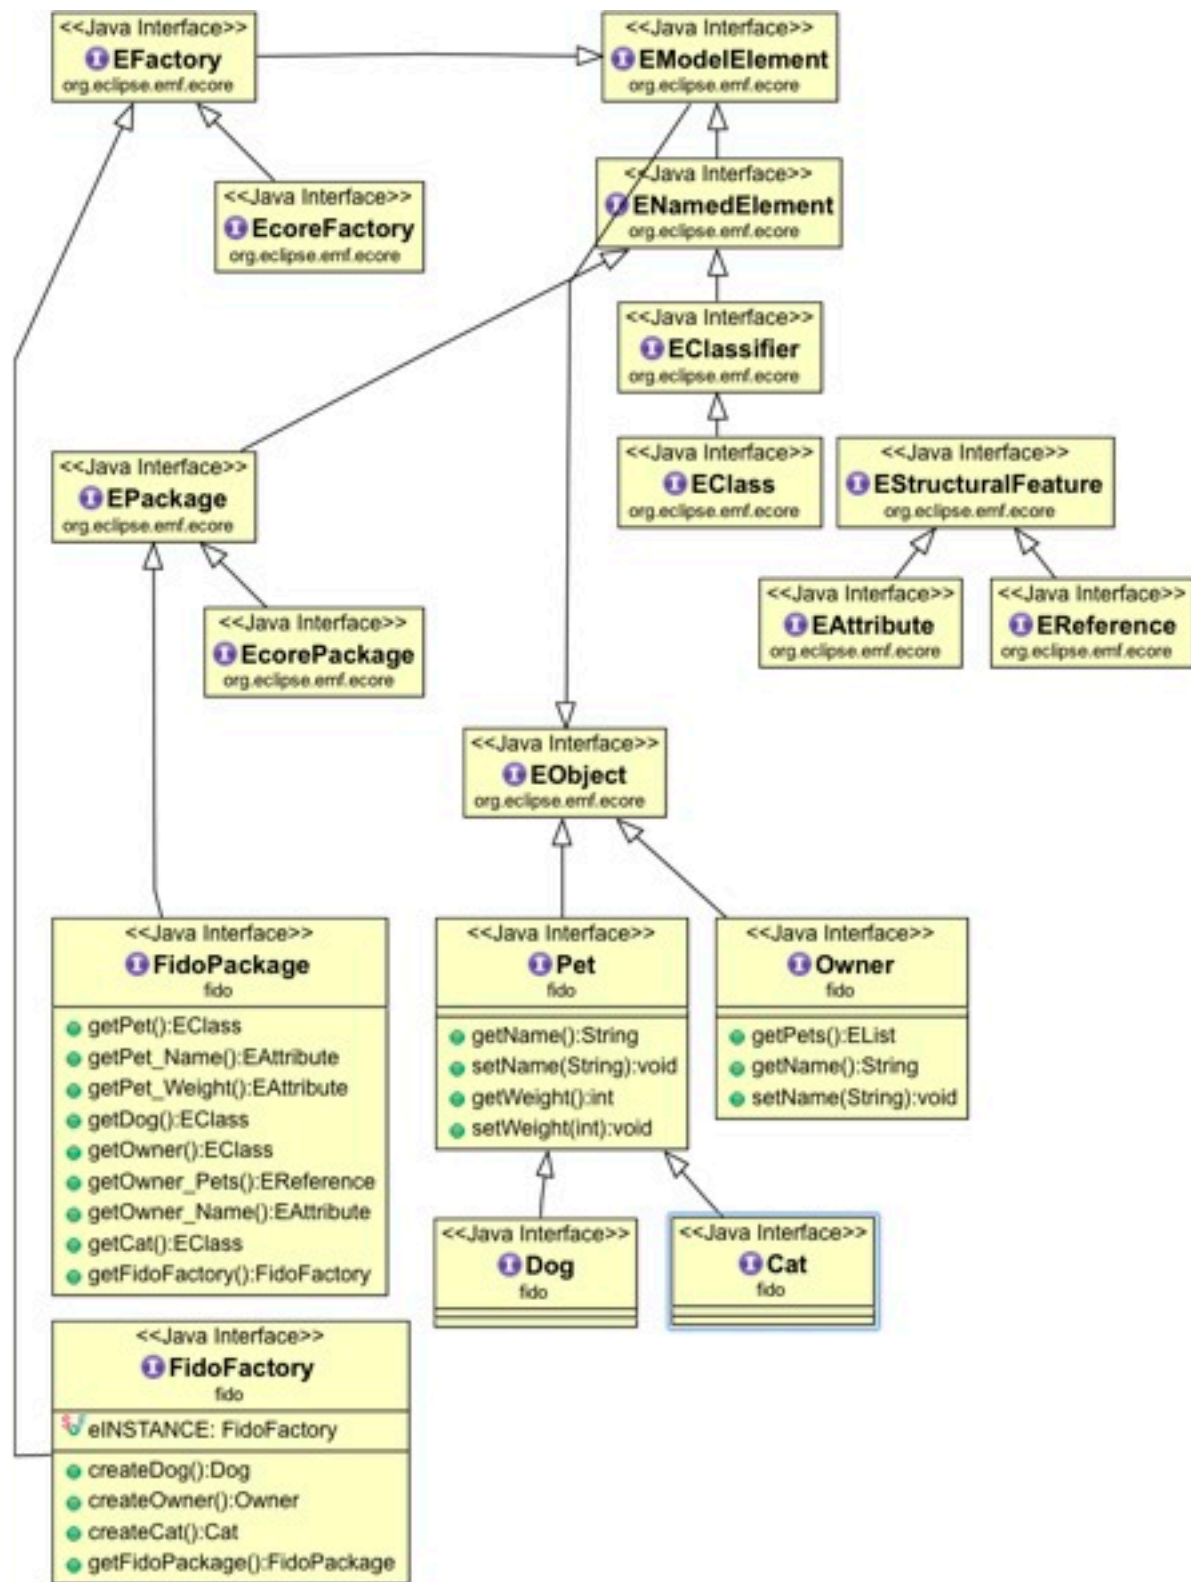 <<Java Interface>>
EFactory
org.eclipse.emf.ecore
<<Java Interface>>
EModelElement
org.eclipse.emf.ecore
<<Java Interface>>
EcoreFactory
org.eclipse.emf.ecore
<<Java Interface>>
ENamedElement
org.eclipse.emf.ecore
<<Java Interface>>
EClassifier
org.eclipse.emf.ecore
<<Java Interface>>
EPackage
org.eclipse.emf.ecore
<<Java Interface>>
EClass
org.eclipse.emf.ecore
<<Java Interface>>
EStructuralFeature
org.eclipse.emf.ecore
<<Java Interface>>
EAttribute
org.eclipse.emf.ecore
<<Java Interface>>
EReference
org.eclipse.emf.ecore
<<Java Interface>>
EcorePackage
org.eclipse.emf.ecore
<<Java Interface>>
EObject
org.eclipse.emf.ecore
<<Java Interface>>
FidoPackage
fido
getPet():EClass
getPet_Name():EAttribute
getPet_Weight():EAttribute
getDog():EClass
getOwner():EClass
getOwner_Pets():EReference
getOwner_Name():EAttribute
getCat():EClass
getFidoFactory():FidoFactory
<<Java Interface>>
Pet
fido
getName():String
setName(String):void
getWeight():int
setWeight(int):void
<<Java Interface>>
Owner
fido
getPets():EList
getName():String
setName(String):void
<<Java Interface>>
Dog
fido
<<Java Interface>>
Cat
fido
<<Java Interface>>
FidoFactory
fido
eINSTANCE: FidoFactory
createDog():Dog
createOwner():Owner
createCat():Cat
getFidoPackage():FidoPackage